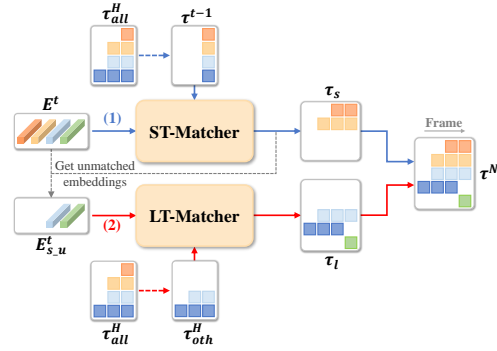 τ_all^H
τ^{t-1}
E^t
(1)
ST-Matcher
τ_s
Frame
τ^N
Get unmatched
embeddings
E_{s_u}^t
(2)
LT-Matcher
τ_l
τ_all^H
τ_oth^H